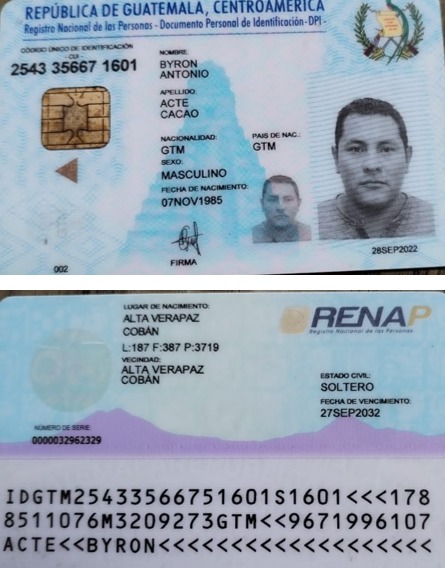 REPÚBLICA DE GUATEMALA, CENTROAMÉRICA
Registro Nacional de las Personas - Documento Personal de Identificación -DPI -
CÓDIGO ÚNICO DE IDENTIFICACIÓN
- CUI -
2543 35667 1601
NOMBRE:
BYRON
ANTONIO
APELLIDO:
ACTE
CACAO
NACIONALIDAD:
GTM
PAIS DE NAC.:
GTM
SEXO:
MASCULINO
FECHA DE NACIMIENTO:
07NOV1985
FIRMA
002
28SEP2022
LUGAR DE NACIMIENTO:
ALTA VERAPAZ
COBÁN
L:187 F:387 P:3719
VECINDAD:
ALTA VERAPAZ
COBÁN
RENAP
Registro Nacional de las Personas
ESTADO CIVIL:
SOLTERO
FECHA DE VENCIMIENTO:
27SEP2032
NÚMERO DE SERIE:
0000032962329
IDGTM25433566751601S1601<<<178
8511076M3209273GTM<<9671996107
ACTE<<BYRON<<<<<<<<<<<<<<<<<<<